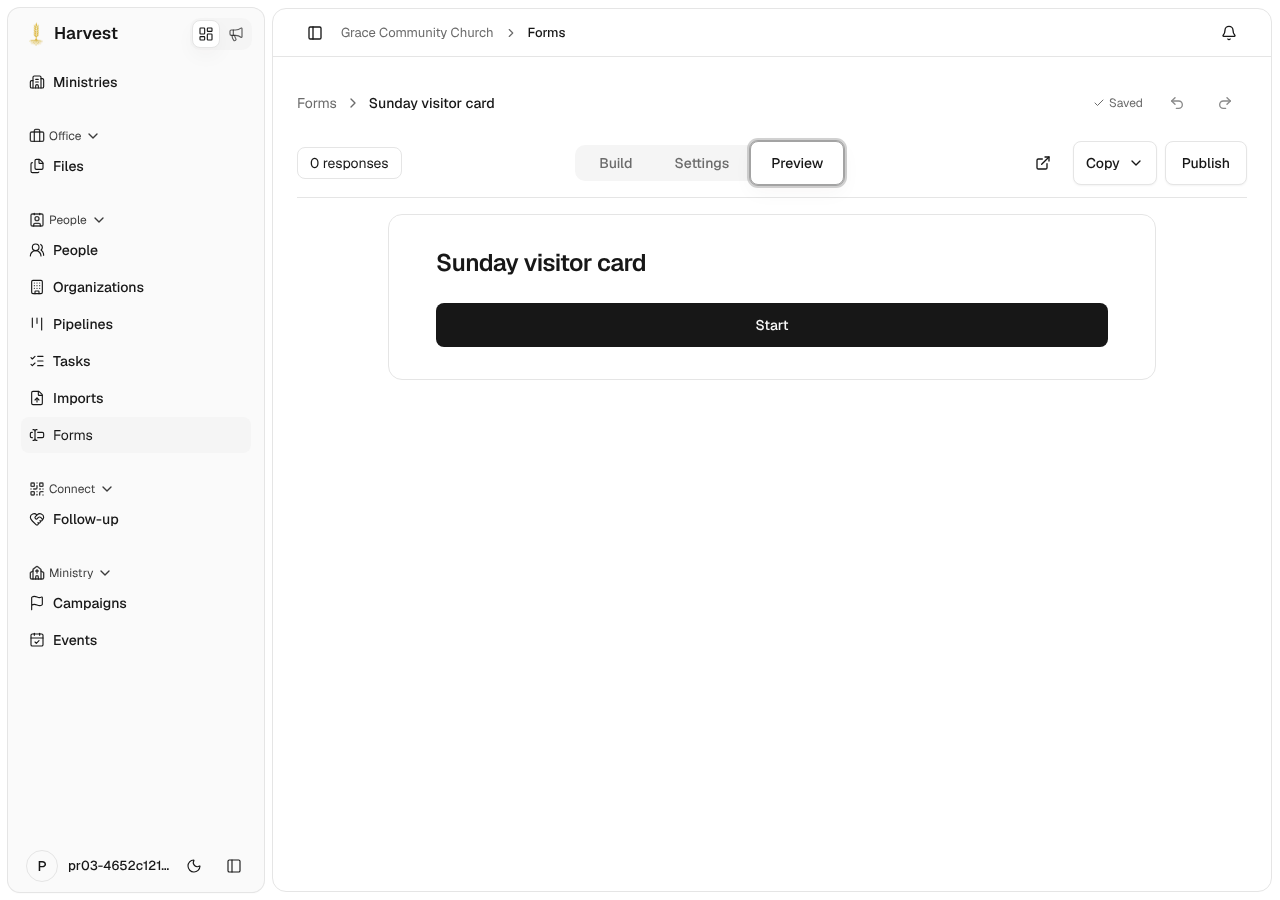 Harvest
Ministries
Office
Files
People
People
Organizations
Pipelines
Tasks
Imports
Forms
Connect
Follow-up
Ministry
Campaigns
Events
P
pr03-4652c121…
Grace Community Church > Forms
Forms > Sunday visitor card
Saved
0 responses
Build
Settings
Preview
Copy
Publish
Sunday visitor card
Start